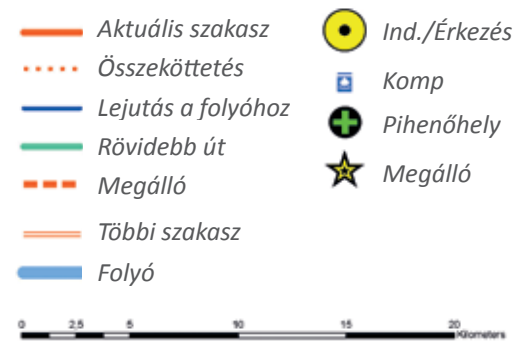 Aktuális szakasz
Összeköttetés
Lejutás a folyóhoz
Rövidebb út
Megálló
Többi szakasz
Folyó
Ind./Érkezés
Komp
Pihenőhely
Megálló
0 2,5 5 10 15 20
Kilometers